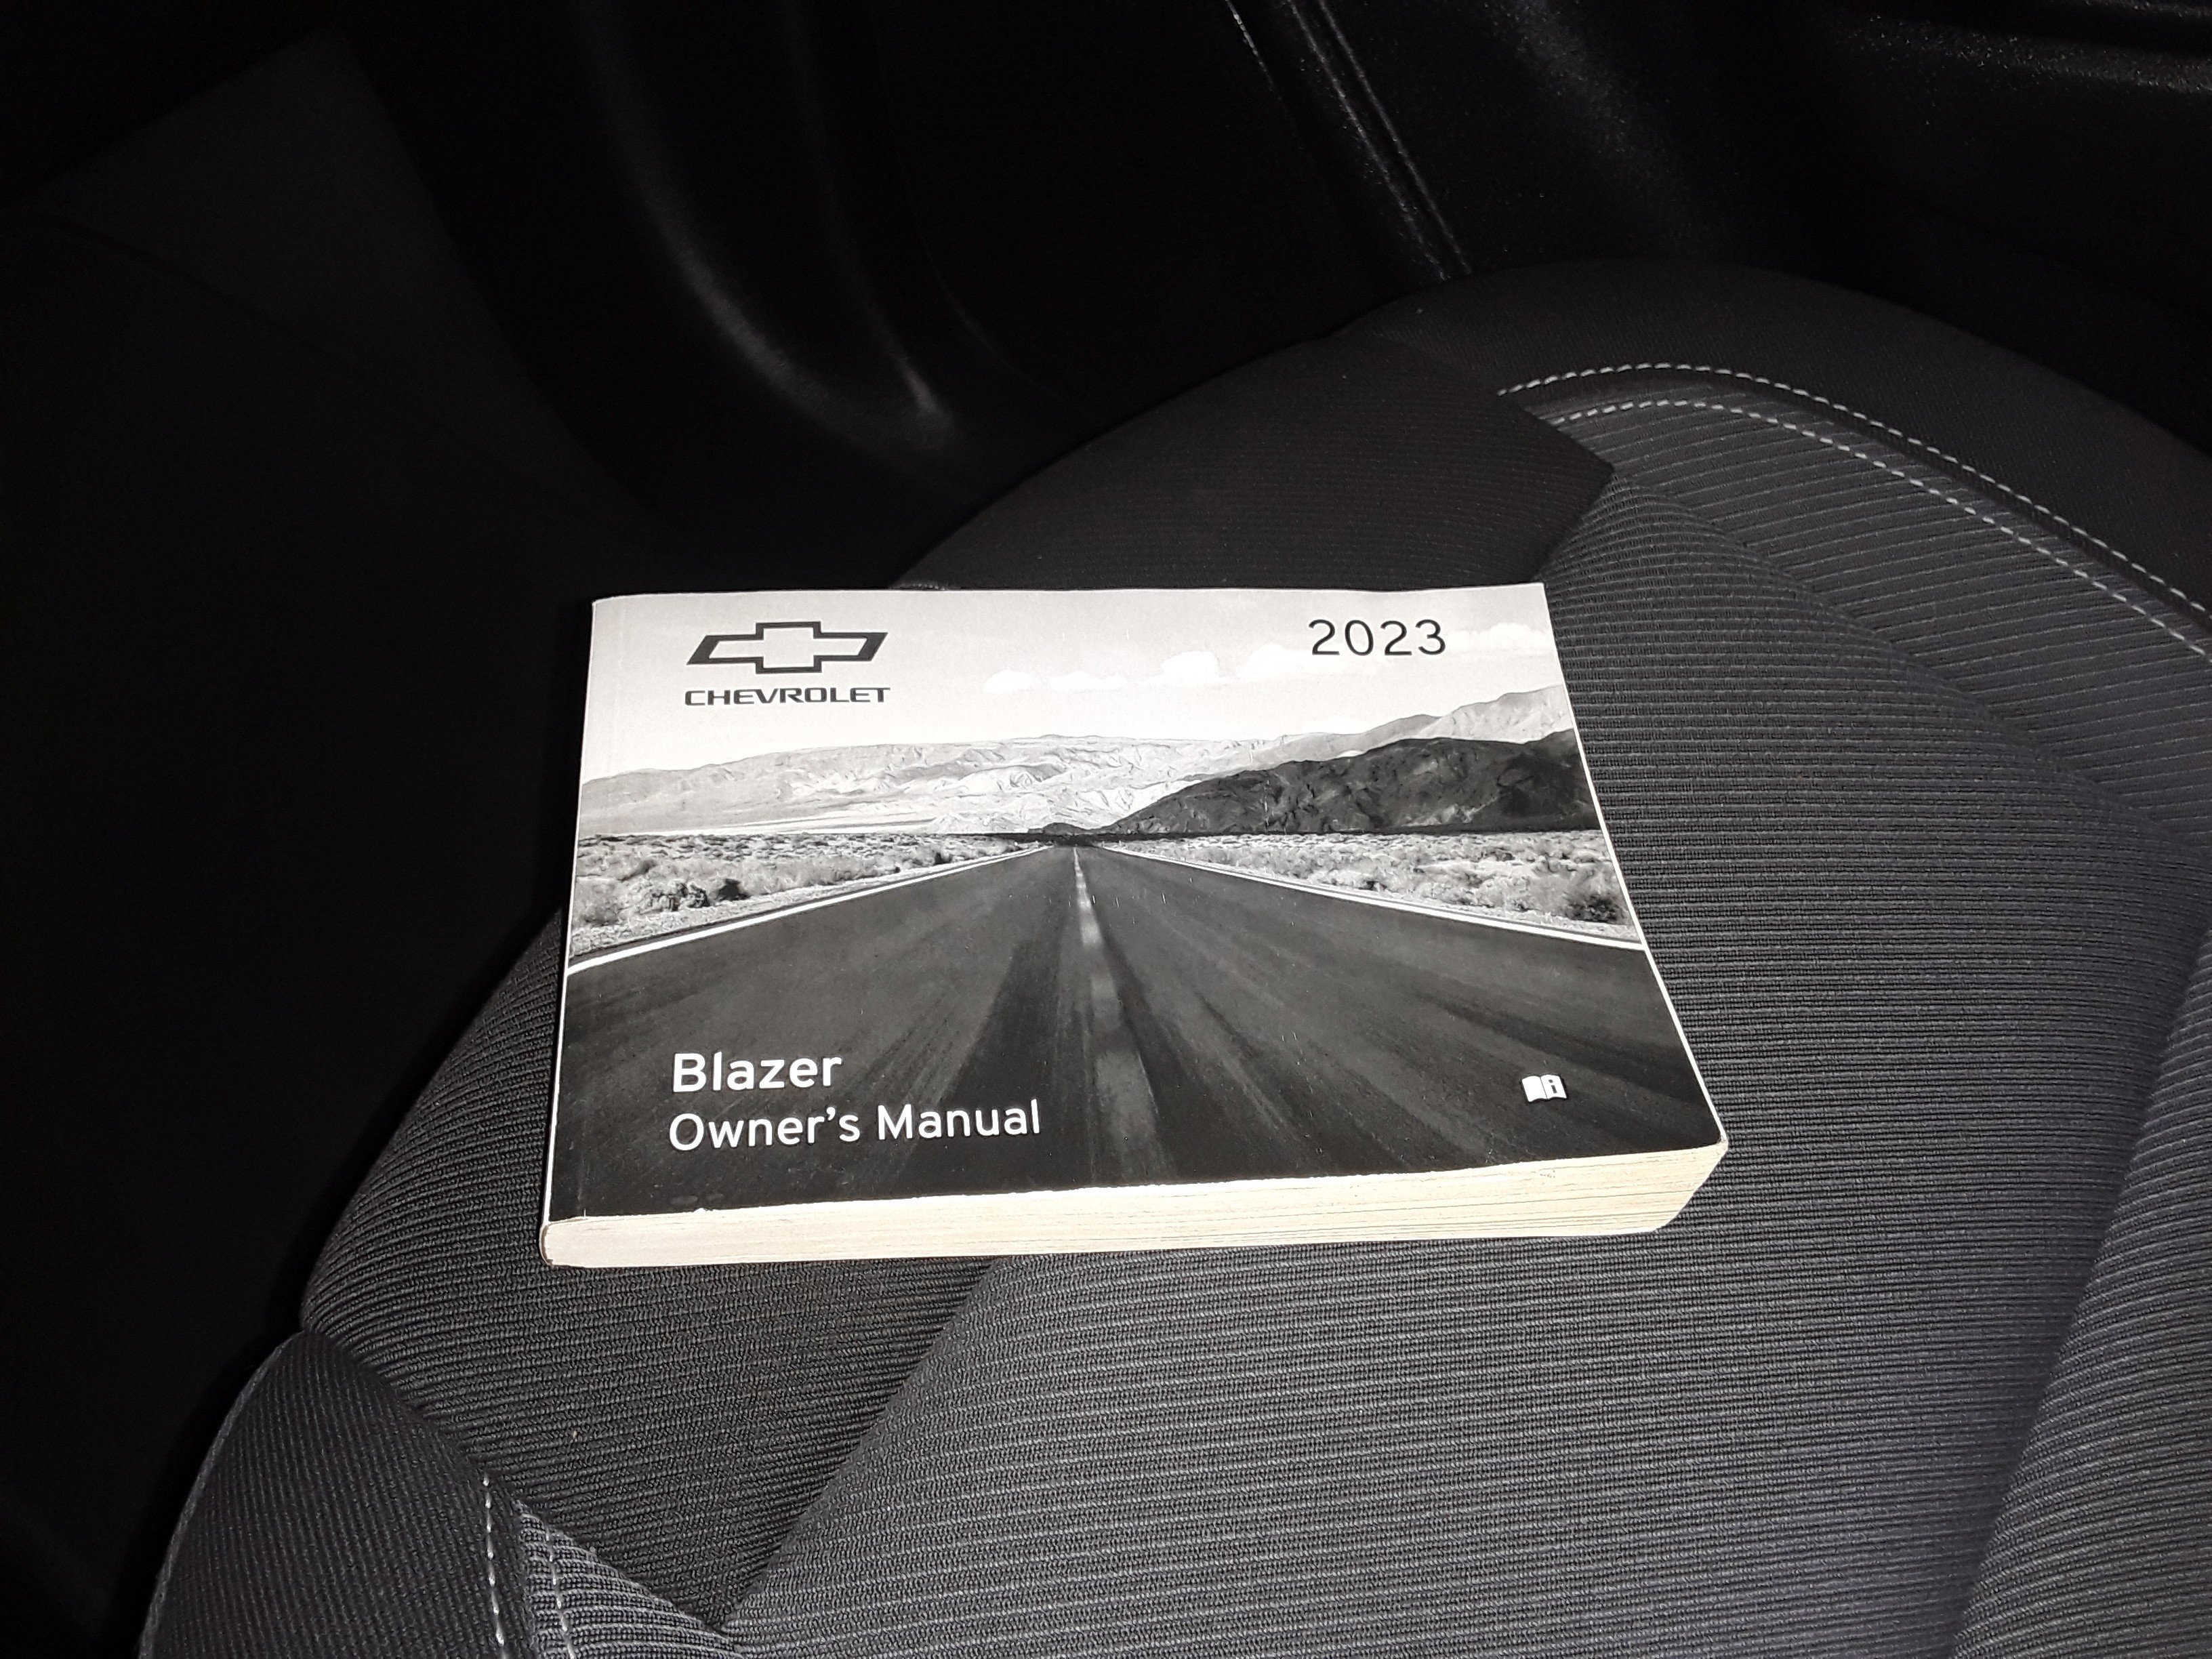 CHEVROLET
2023
Blazer
Owner's Manual